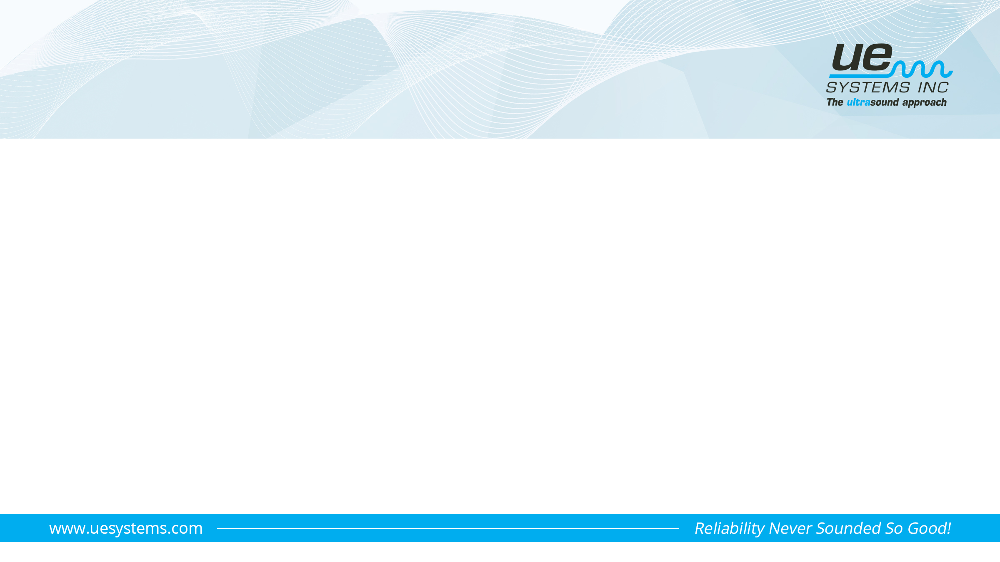 ue
SYSTEMS INC
The ultrasound approach
www.uesystems.com
Reliability Never Sounded So Good!